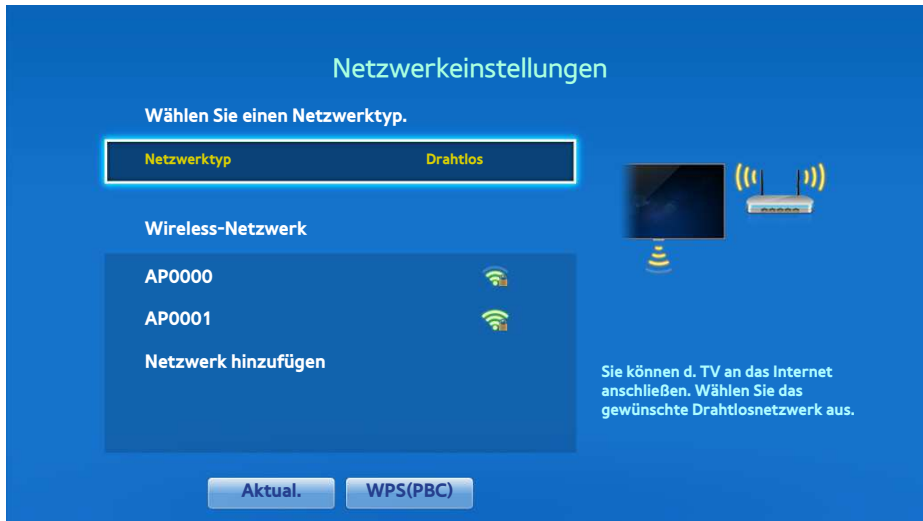 Netzwerkeinstellungen
Wählen Sie einen Netzwerktyp.
Netzwerktyp Drahtlos
Wireless-Netzwerk
AP0000
AP0001
Netzwerk hinzufügen
Sie können d. TV an das Internet
anschließen. Wählen Sie das
gewünschte Drahtlosnetzwerk aus.
Aktual. WPS(PBC)